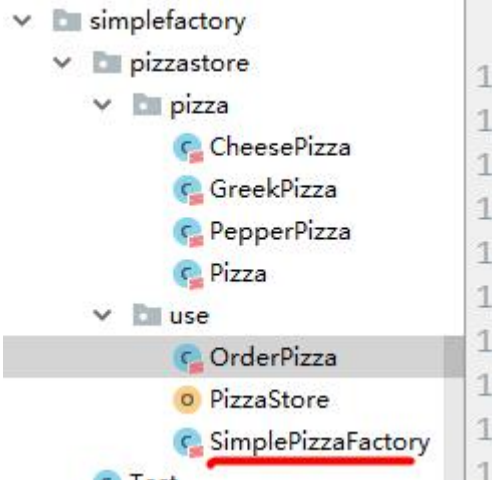 simplefactory
pizzastore
pizza
CheesePizza
GreekPizza
PepperPizza
Pizza
use
OrderPizza
PizzaStore
SimplePizzaFactory